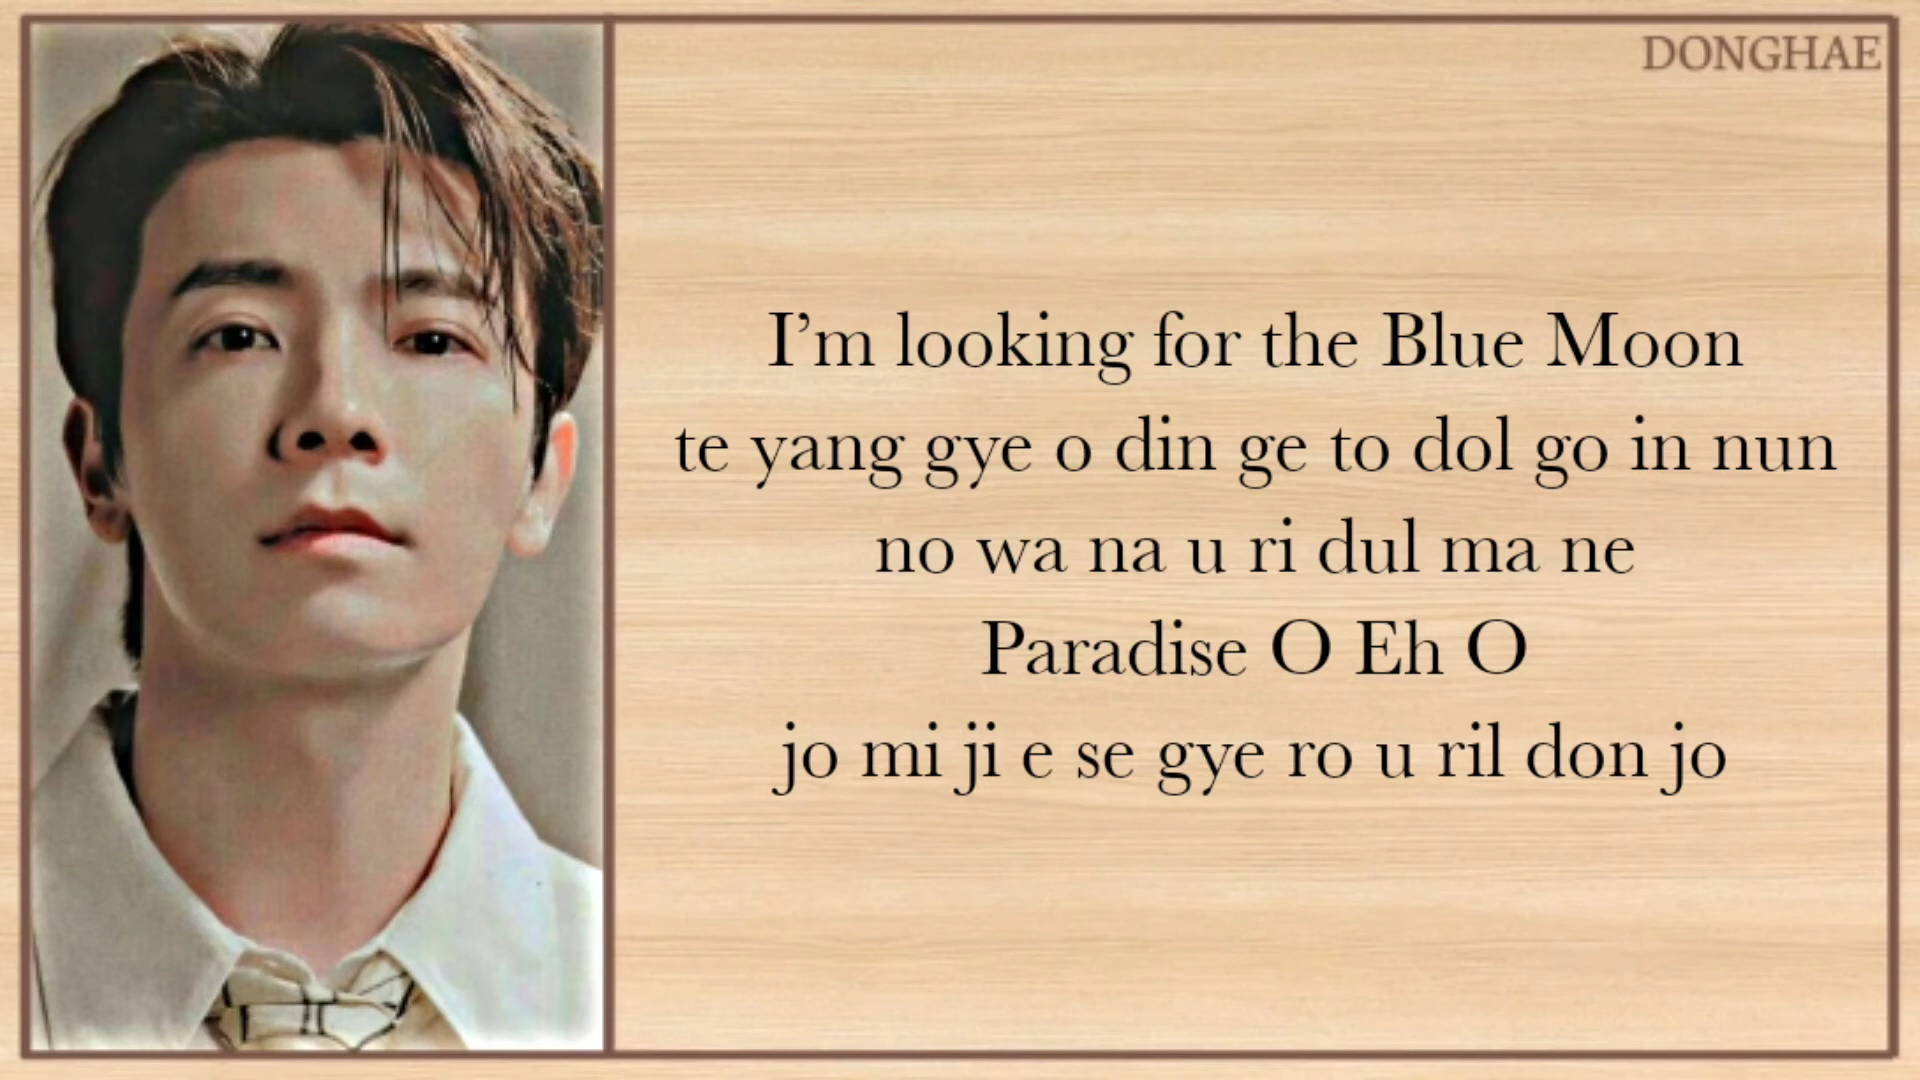 DONGHAE
I’m looking for the Blue Moon
te yang gye o din ge to dol go in nun
no wa na u ri dul ma ne
Paradise O Eh O
jo mi ji e se gye ro u ril don jo